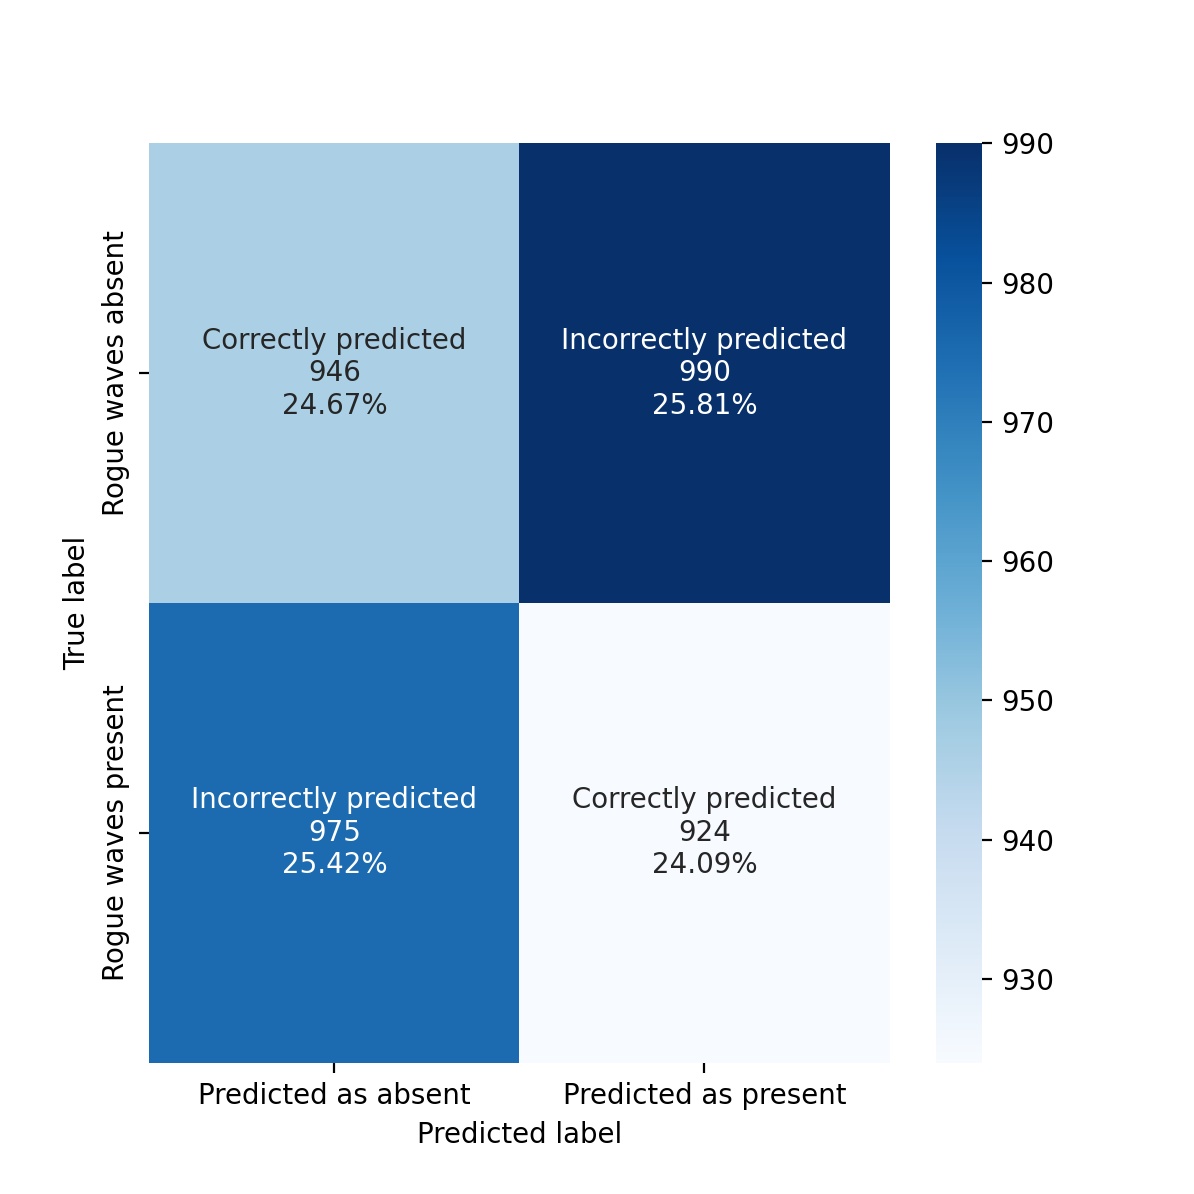 True label
Rogue waves absent
Correctly predicted
946
24.67%
Incorrectly predicted
990
25.81%
Rogue waves present
Incorrectly predicted
975
25.42%
Correctly predicted
924
24.09%
Predicted as absent
Predicted as present
Predicted label
990
980
970
960
950
940
930